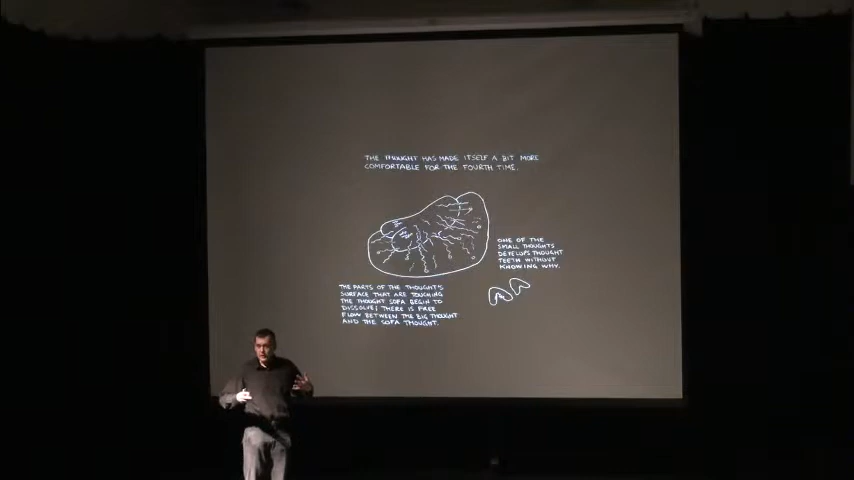 THE THOUGHT HAS MADE ITSELF A BIT MORE
COMFORTABLE FOR THE FOURTH TIME.
ONE OF THE
SMALL THOUGHTS
DEVELOPS THOUGHT
TEETH WITHOUT
KNOWING WHY.
THE PARTS OF THE THOUGHT'S
SURFACE THAT ARE TOUCHING
THE THOUGHT SOFA BEGIN TO
DISSOLVE; THERE IS FREE
FLOW BETWEEN THE BIG THOUGHT
AND THE SOFA THOUGHT.